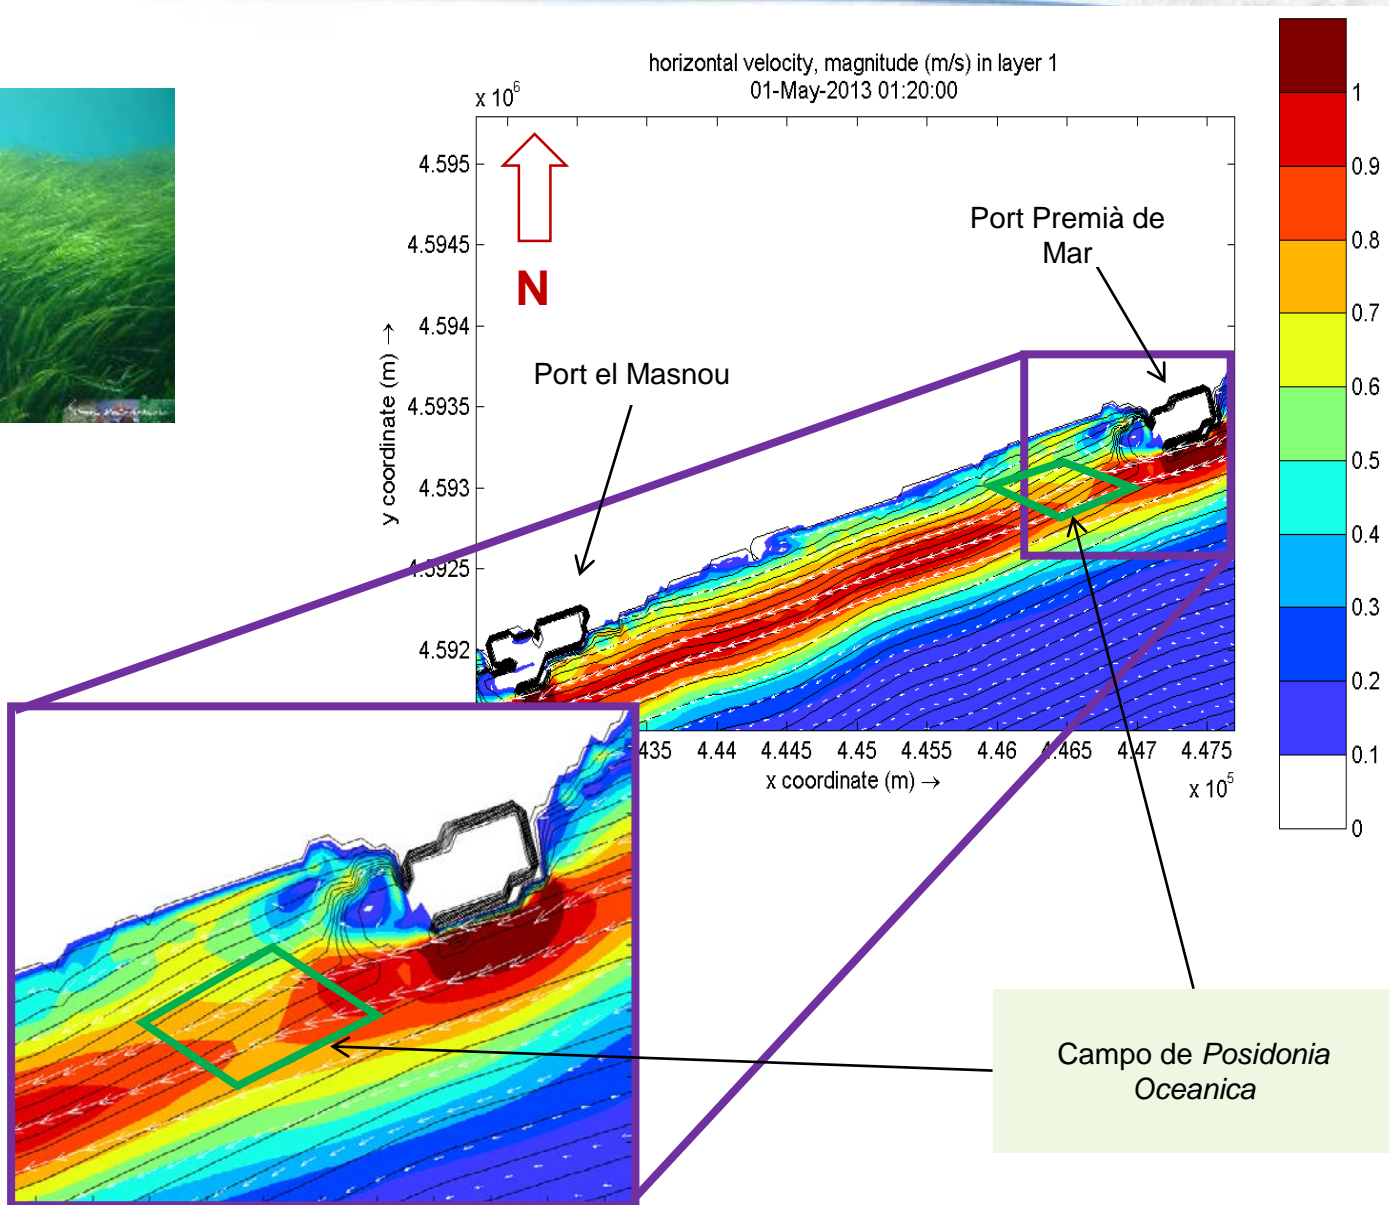 horizontal velocity, magnitude (m/s) in layer 1
01-May-2013 01:20:00
x 10^6
4.595
4.5945
4.594
4.5935
4.593
4.5925
4.592
y coordinate (m) →
N
Port Premià de
Mar
Port el Masnou
435 4.44 4.445 4.45 4.455 4.46 4.465 4.47 4.475
x coordinate (m) →
x 10^5
1
0.9
0.8
0.7
0.6
0.5
0.4
0.3
0.2
0.1
0
Campo de Posidonia
Oceanica